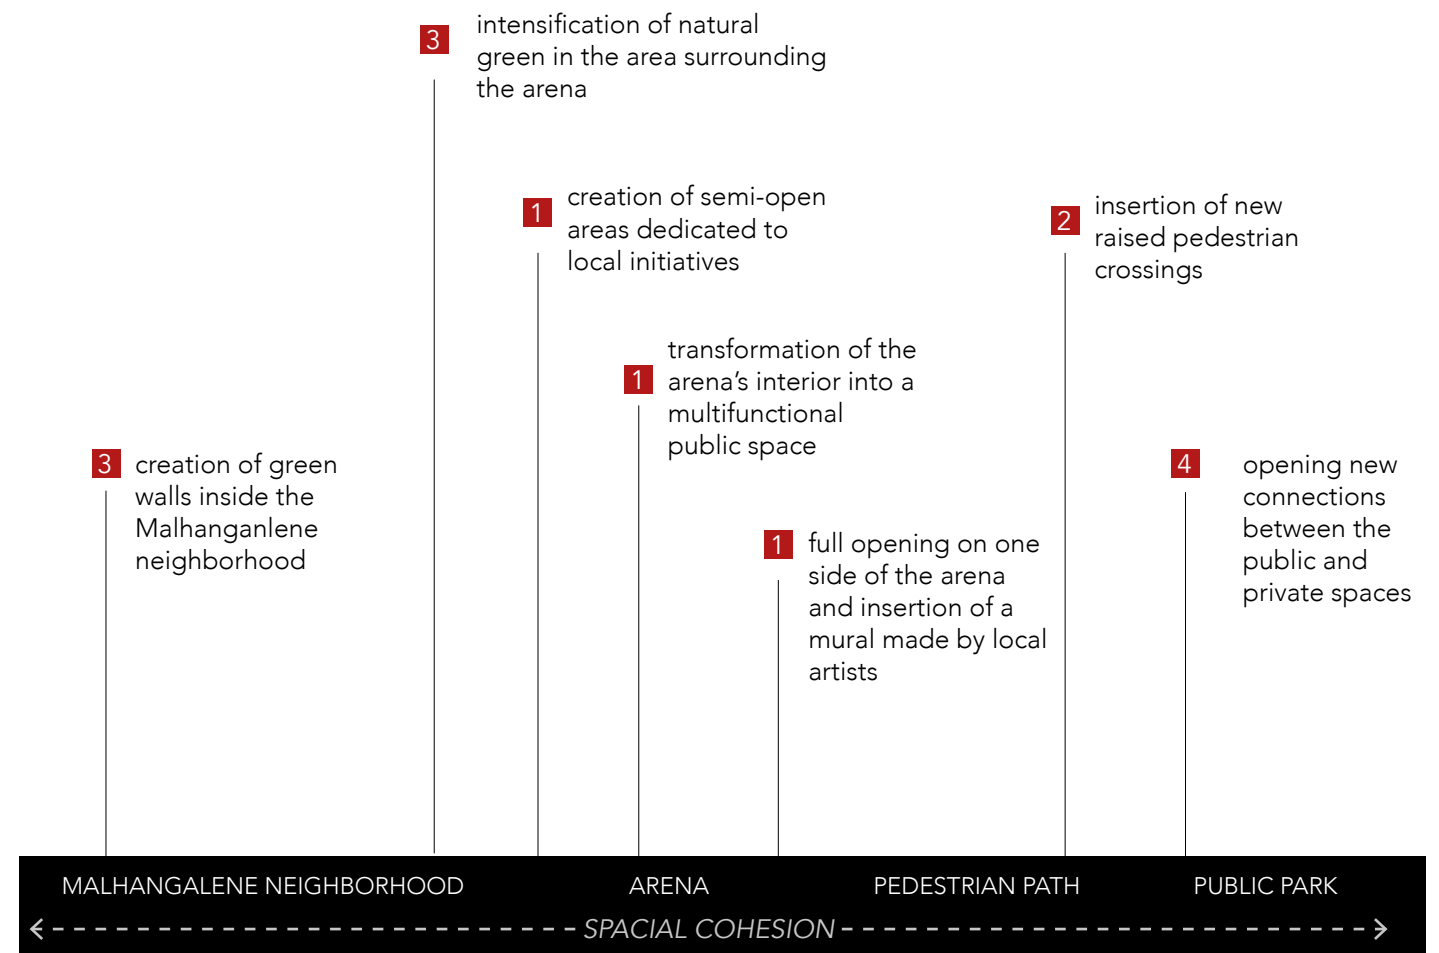 3
intensification of natural
green in the area surrounding
the arena
1
creation of semi-open
areas dedicated to
local initiatives
2
insertion of new
raised pedestrian
crossings
1
transformation of the
arena’s interior into a
multifunctional
public space
3
creation of green
walls inside the
Malhanganlene
neighborhood
4
opening new
connections
between the
public and
private spaces
1
full opening on one
side of the arena
and insertion of a
mural made by local
artists
MALHANGALENE NEIGHBORHOOD
ARENA
PEDESTRIAN PATH
PUBLIC PARK
SPACIAL COHESION